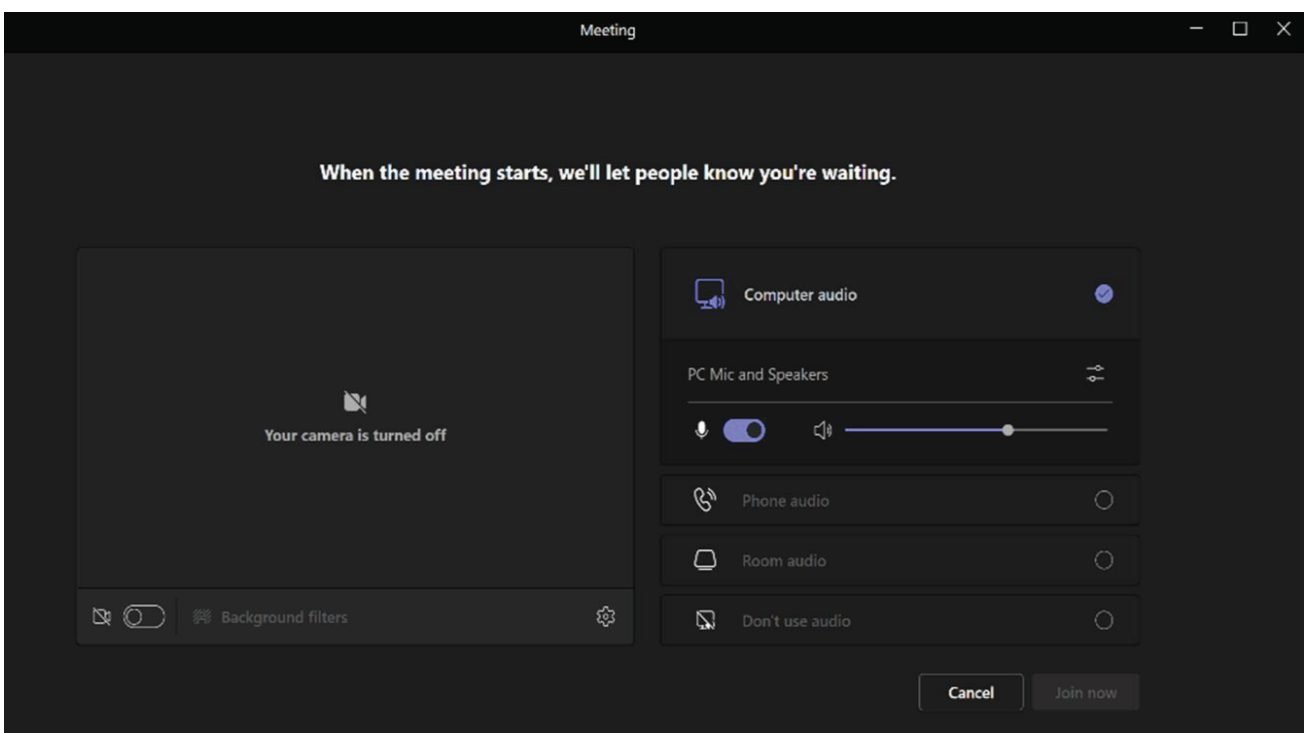 Meeting
When the meeting starts, we'll let people know you're waiting.
Your camera is turned off
Background filters
Computer audio
PC Mic and Speakers
Phone audio
Room audio
Don't use audio
Cancel
Join now